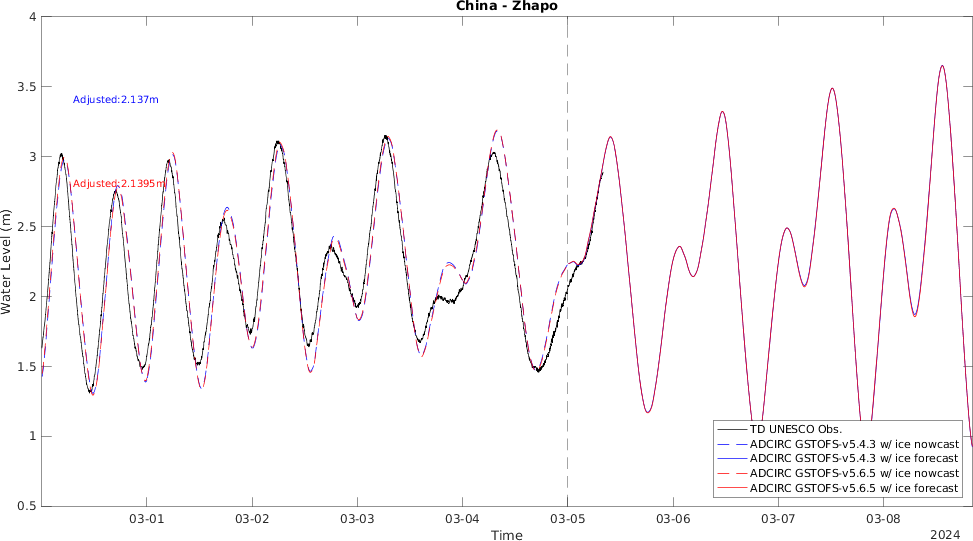 China - Zhapo
4
3.5
3
2.5
2
1.5
1
0.5
Water Level (m)
Adjusted:2.137m
Adjusted:2.1395m
TD UNESCO Obs.
ADCIRC GSTOFS-v5.4.3 w/ ice nowcast
ADCIRC GSTOFS-v5.4.3 w/ ice forecast
ADCIRC GSTOFS-v5.6.5 w/ ice nowcast
ADCIRC GSTOFS-v5.6.5 w/ ice forecast
03-01 03-02 03-03 03-04 03-05 03-06 03-07 03-08
Time
2024